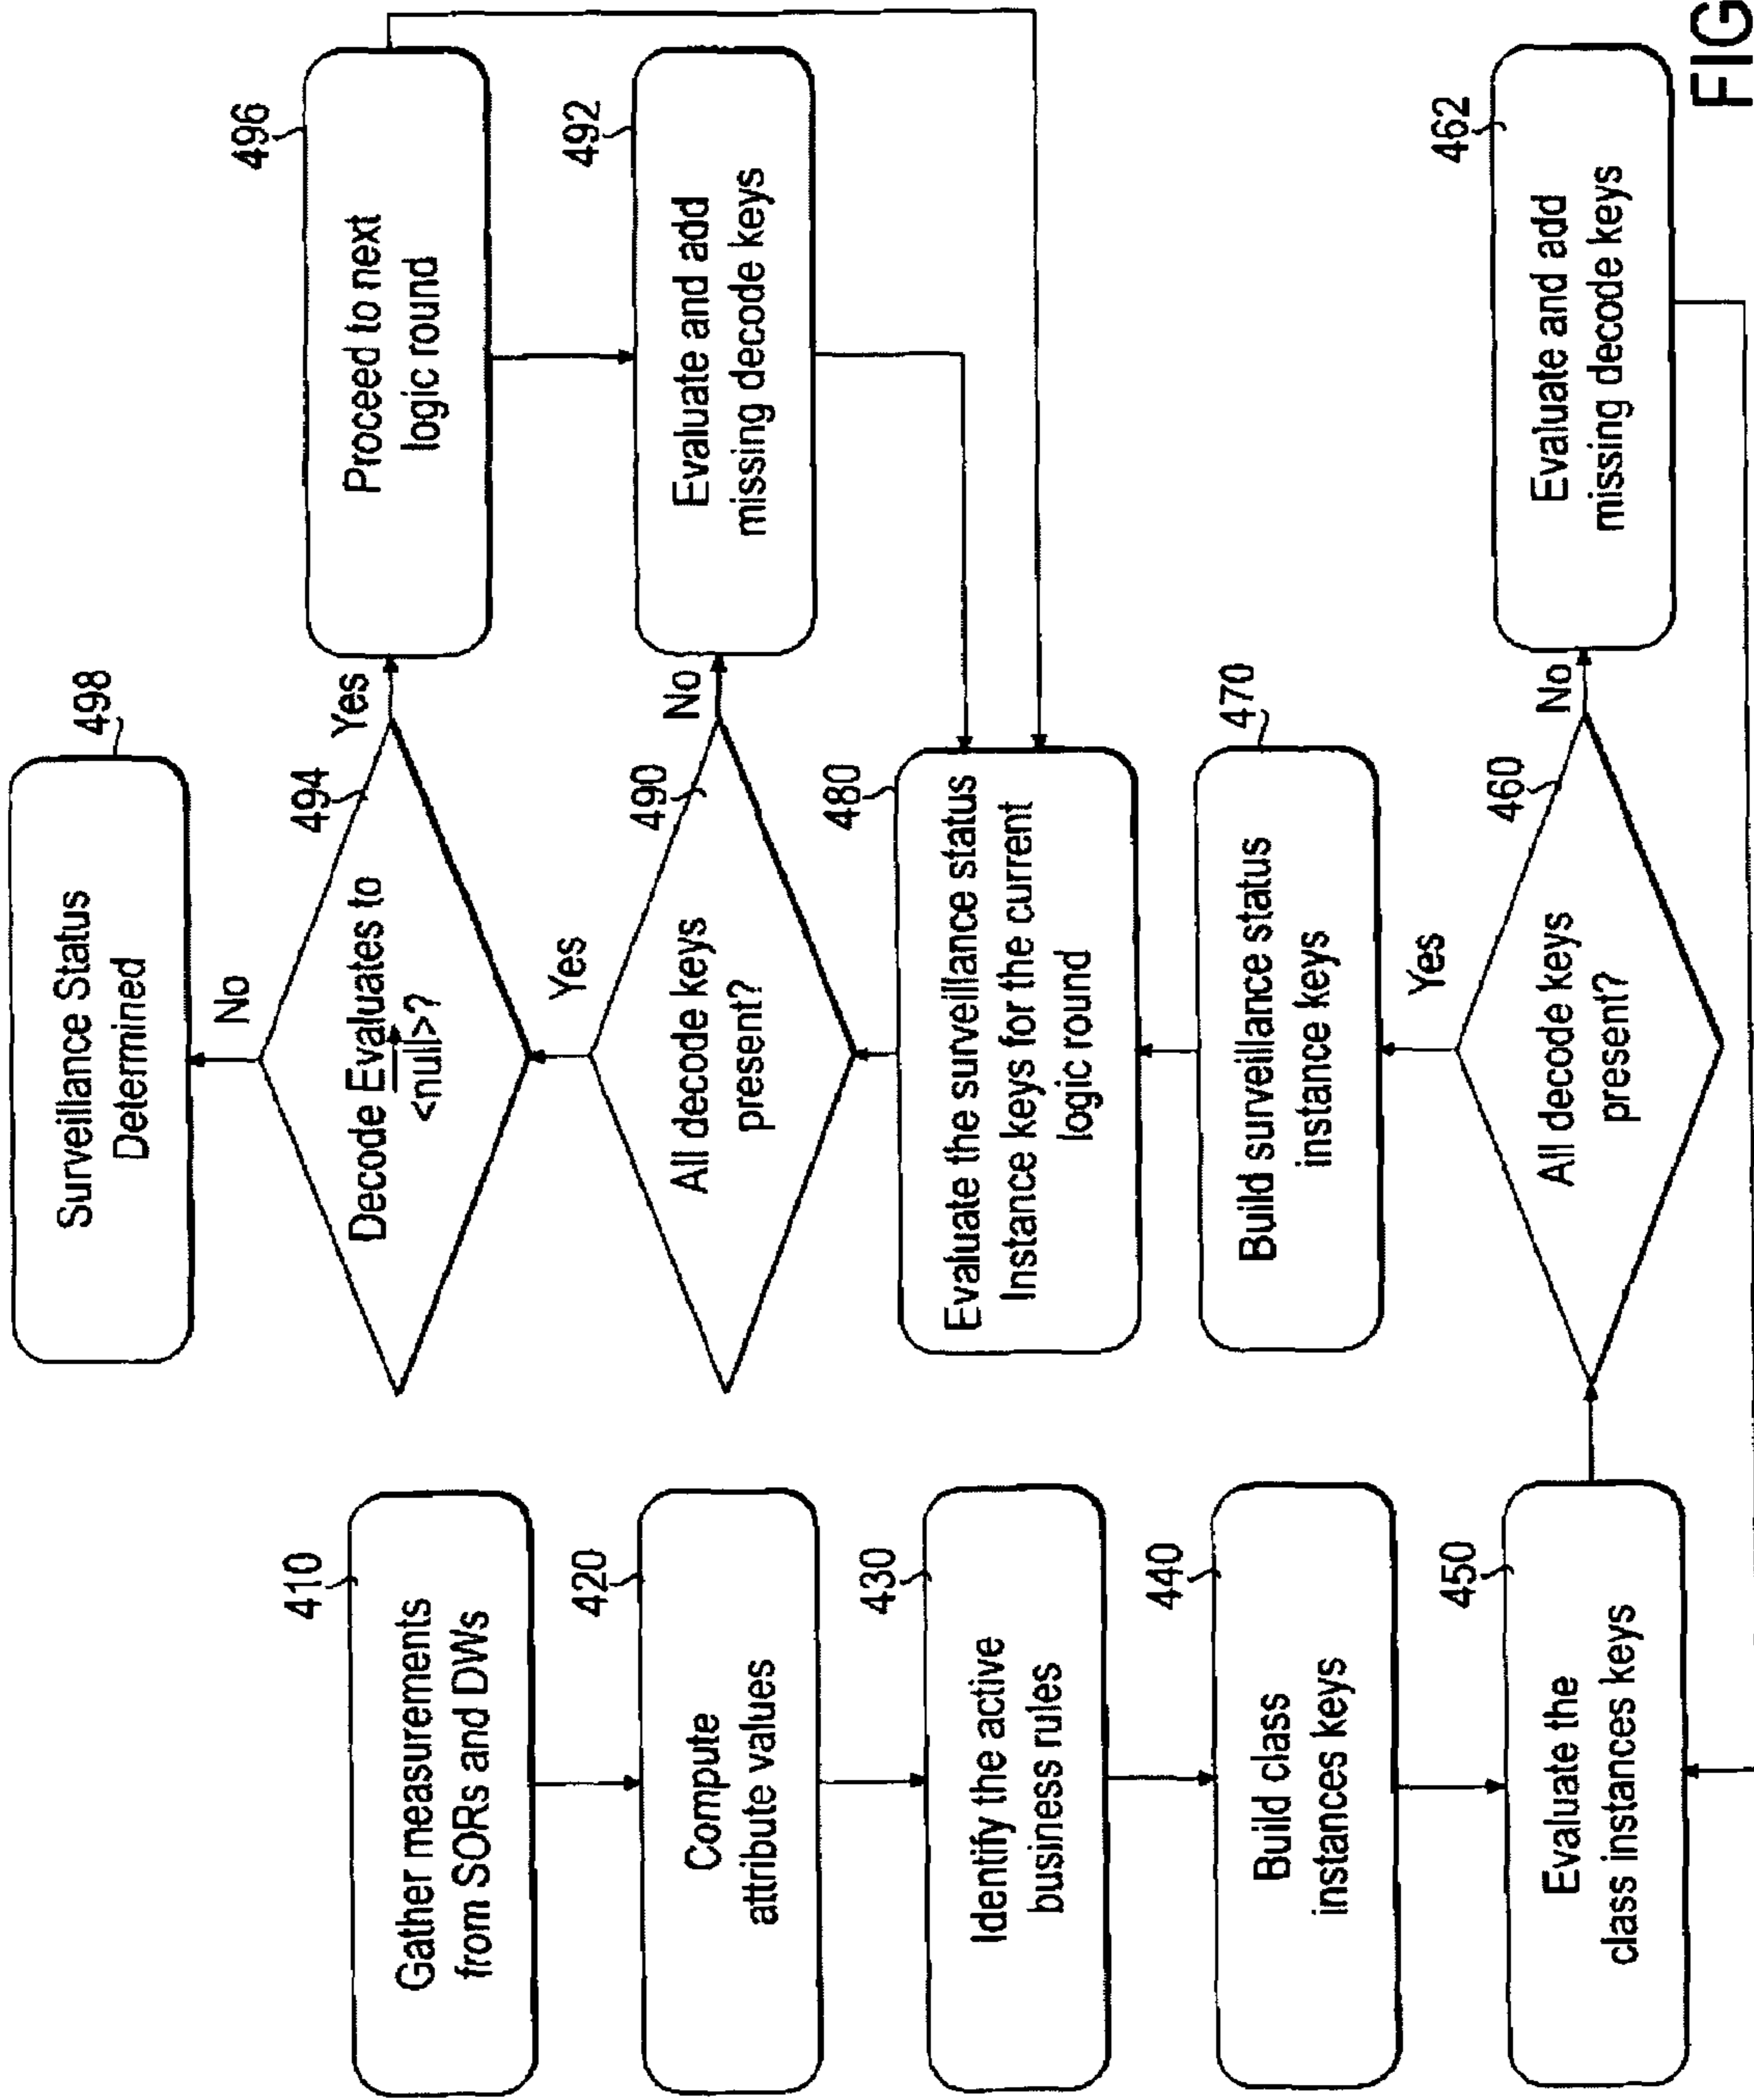 410
Gather measurements
from SORs and DWs
420
Compute
attribute values
430
Identify the active
business rules
440
Build class
instances keys
450
Evaluate the
class instances keys
498
Surveillance Status
Determined
No
494
Decode Evaluates to
<null>?
Yes
496
Proceed to next
logic round
Yes
490
All decode keys
present?
No
492
Evaluate and add
missing decode keys
480
Evaluate the surveillance status
Instance keys for the current
logic round
470
Build surveillance status
instance keys
Yes
460
All decode keys
present?
No
462
Evaluate and add
missing decode keys
FIG